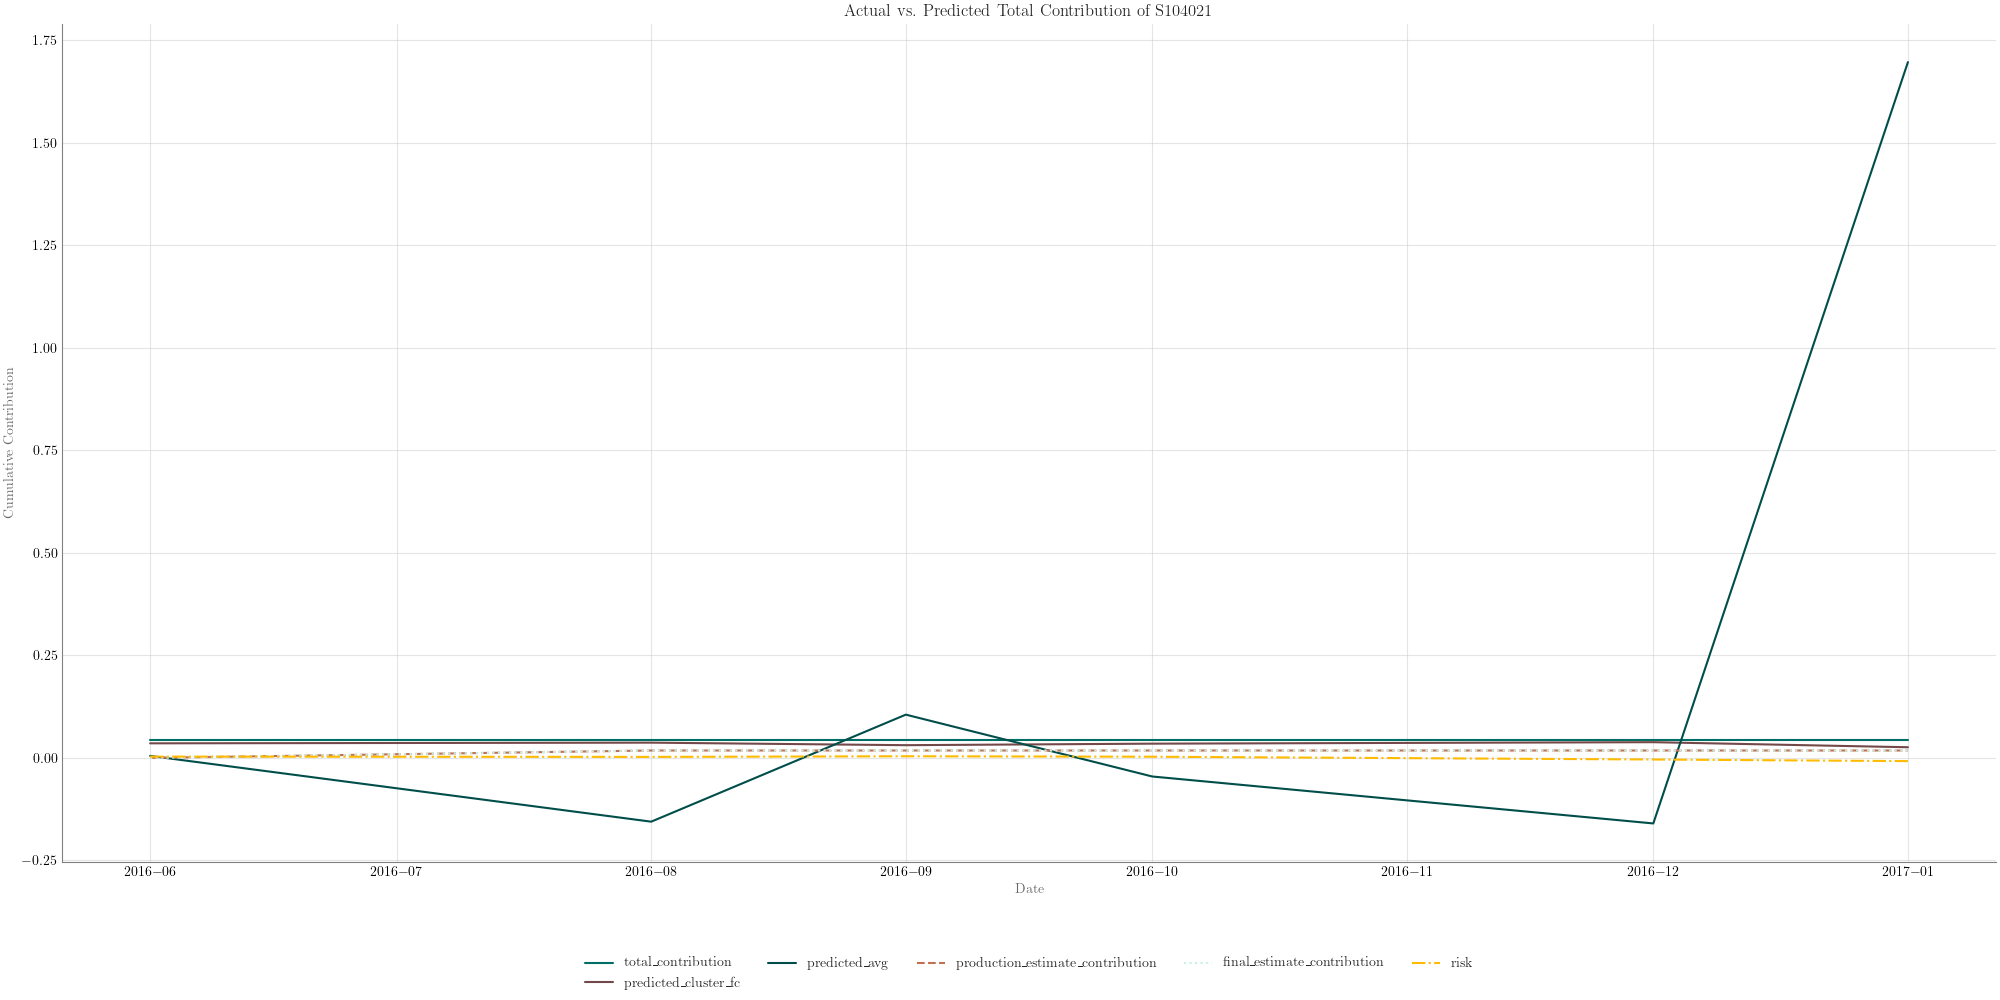 Actual vs. Predicted Total Contribution of S104021
Cumulative Contribution
1.75
1.50
1.25
1.00
0.75
0.50
0.25
0.00
−0.25
2016−06 2016−07 2016−08 2016−09 2016−10 2016−11 2016−12 2017−01
Date
total_contribution predicted_avg production_estimate_contribution final_estimate_contribution risk
predicted_cluster_fc